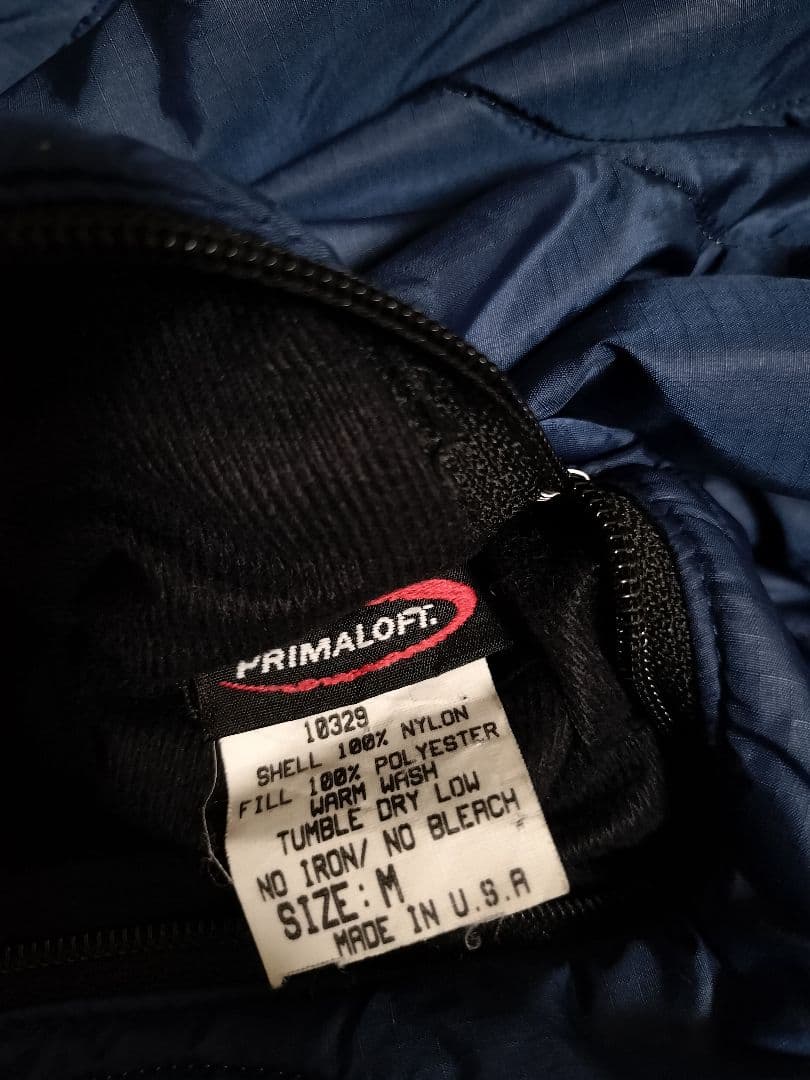 PRIMALOFT.
10329
SHELL 100% NYLON
FILL 100% POLYESTER
WARM WASH
TUMBLE DRY LOW
NO IRON/ NO BLEACH
SIZE: M
MADE IN U.S.A